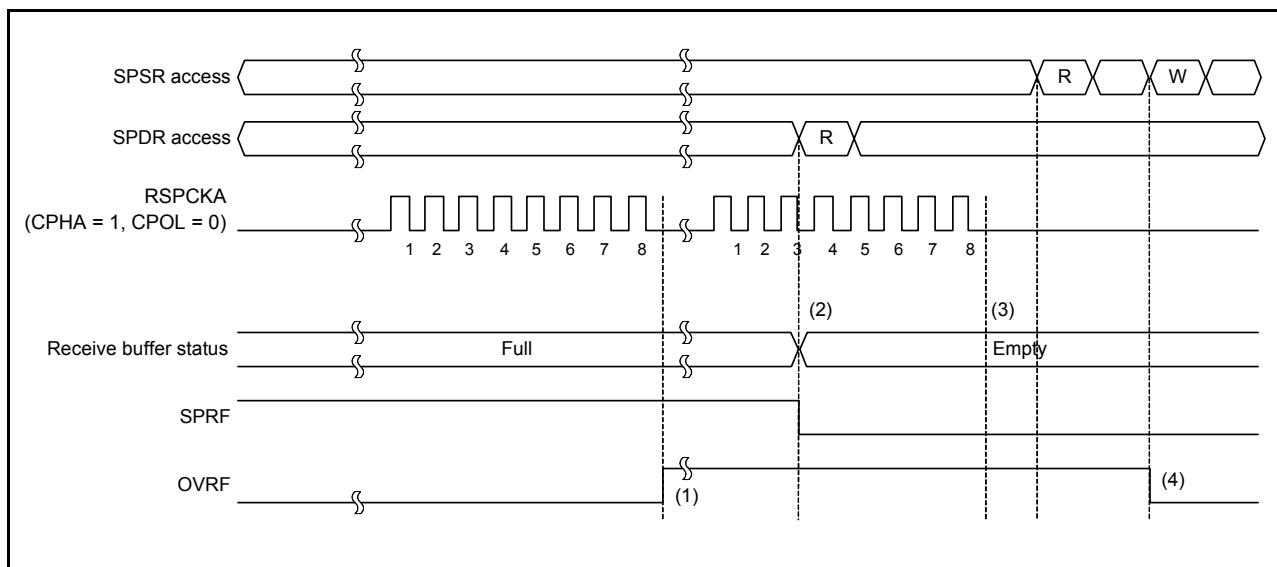 SPSR access
R
W
SPDR access
R
RSPCKA
(CPHA = 1, CPOL = 0)
1 2 3 4 5 6 7 8 1 2 3 4 5 6 7 8
(2) (3)
Receive buffer status Full Empty
SPRF
OVRF
(1) (4)